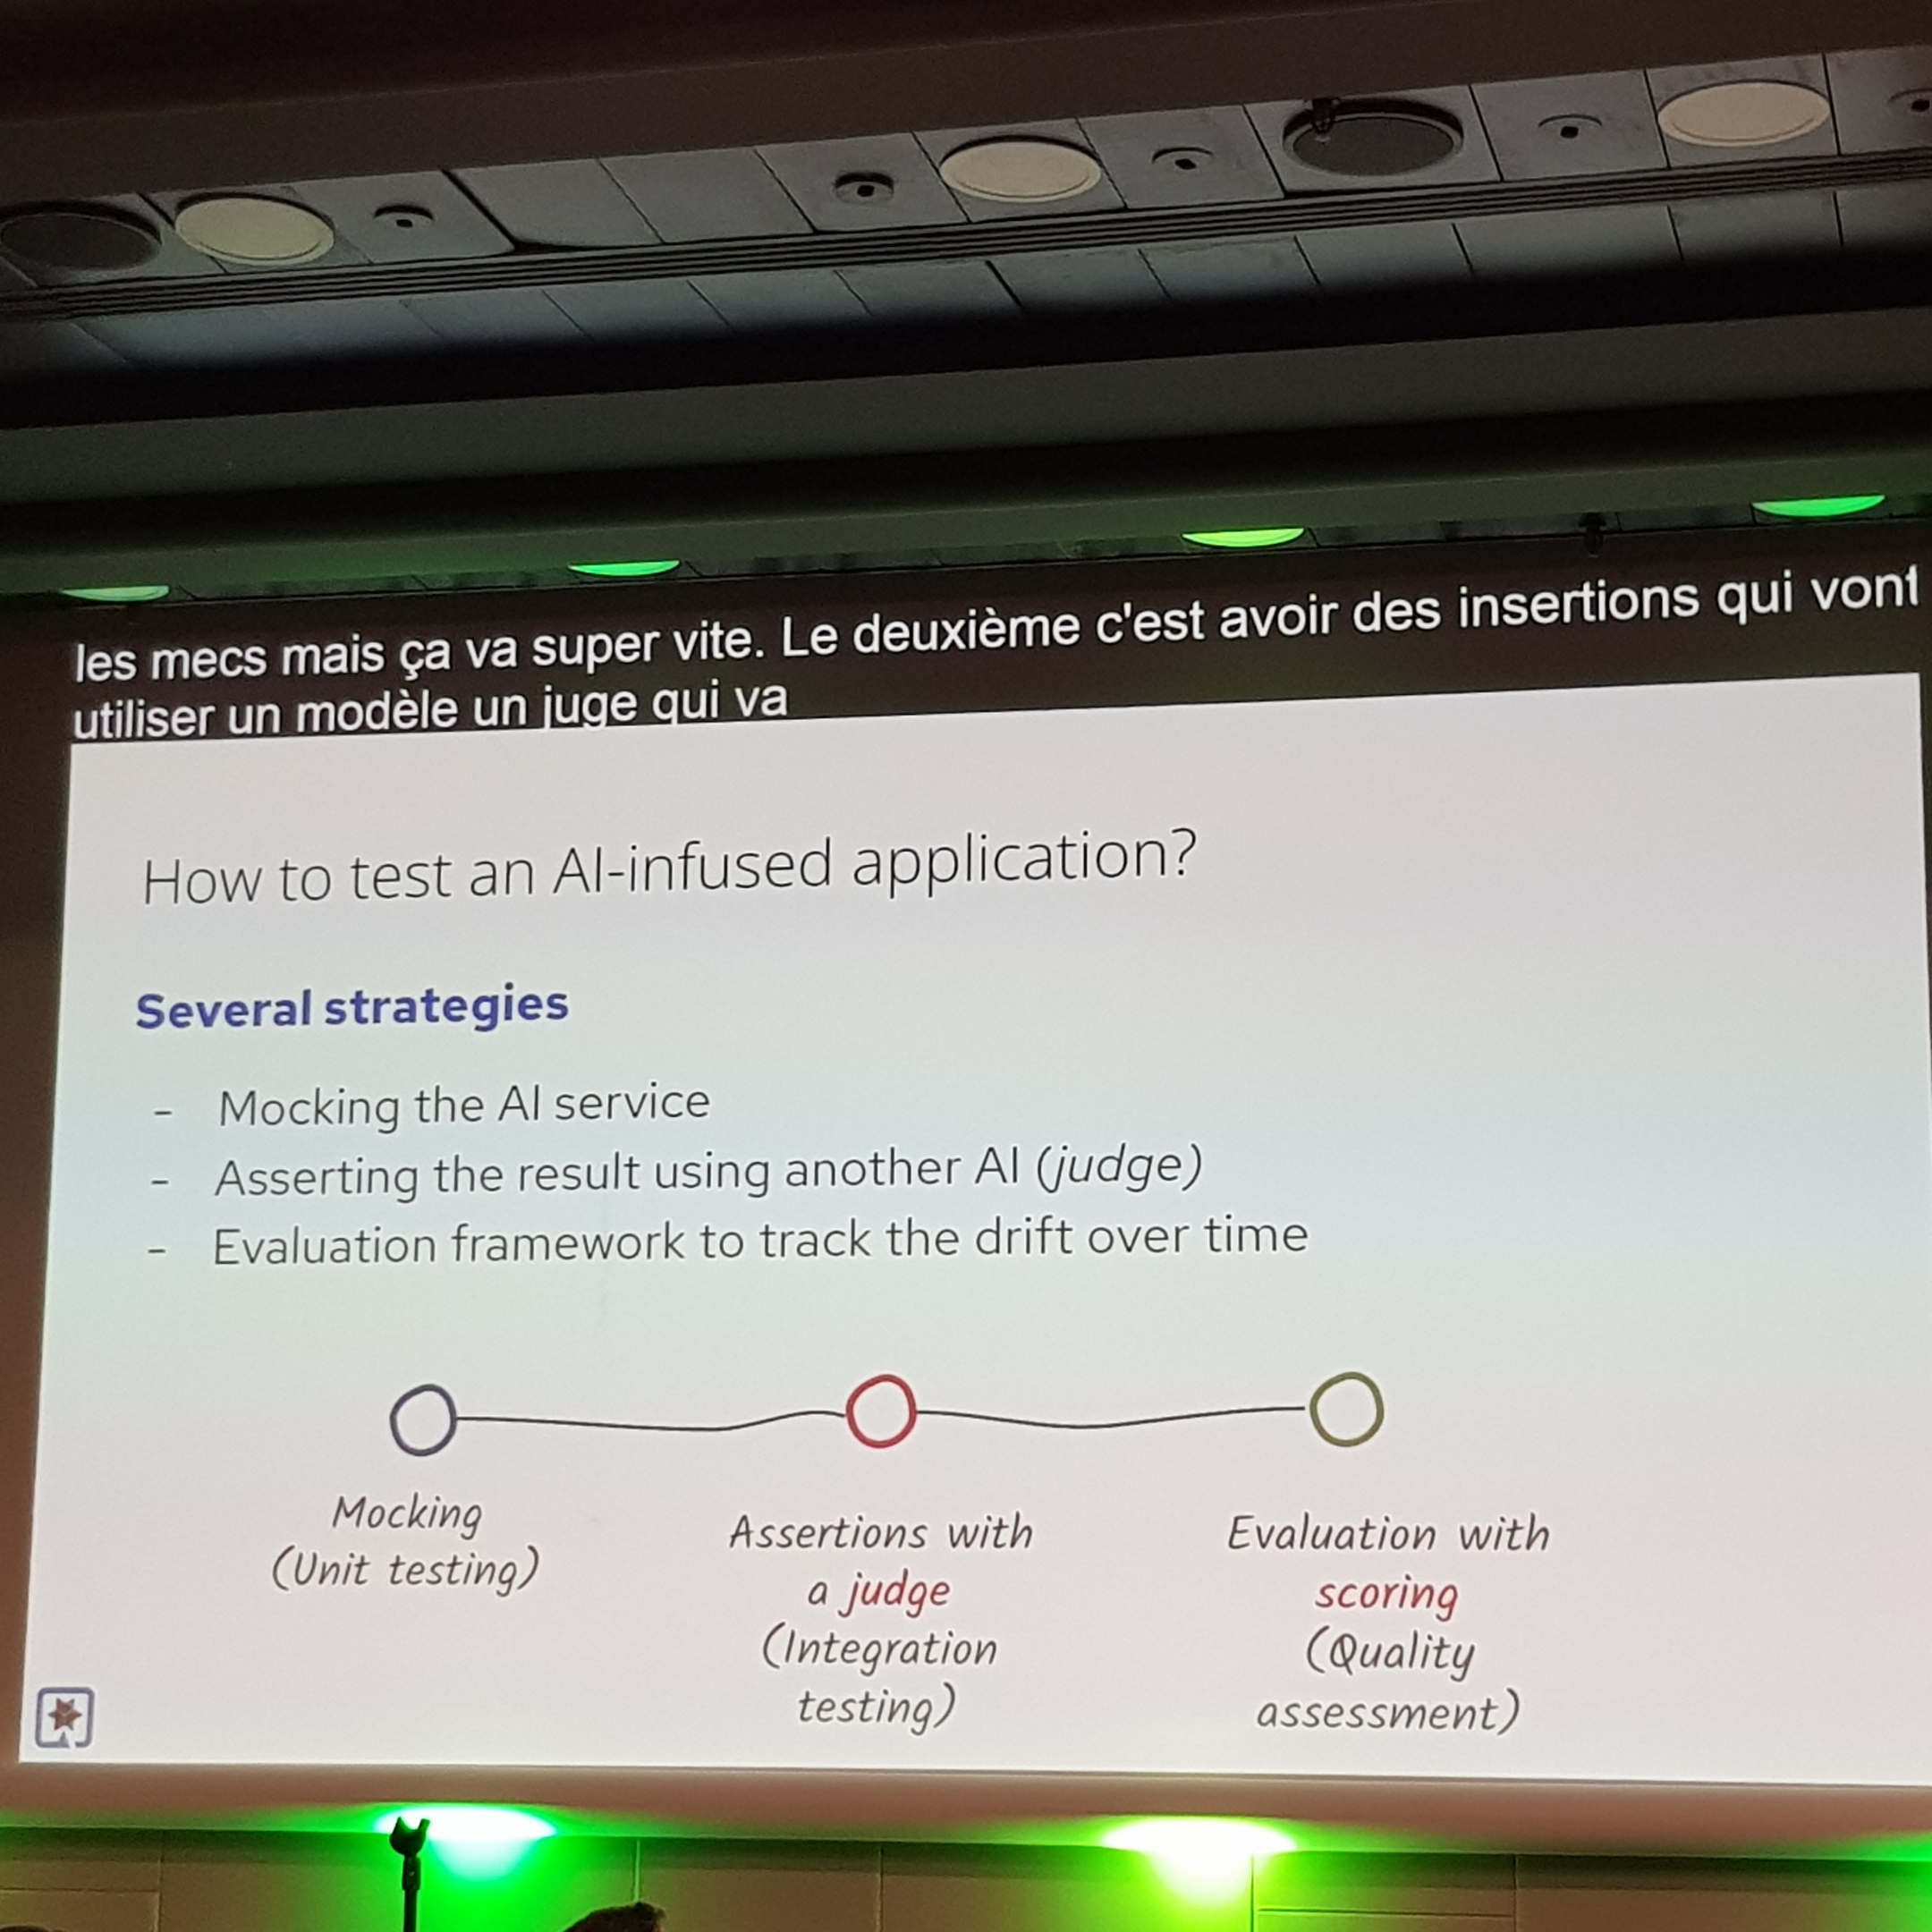 les mecs mais ça va super vite. Le deuxième c'est avoir des insertions qui vont
utiliser un modèle un juge qui va
How to test an AI-infused application?
Several strategies
- Mocking the AI service
- Asserting the result using another AI (judge)
- Evaluation framework to track the drift over time
Mocking
(Unit testing)
Assertions with
a judge
(Integration
testing)
Evaluation with
scoring
(Quality
assessment)